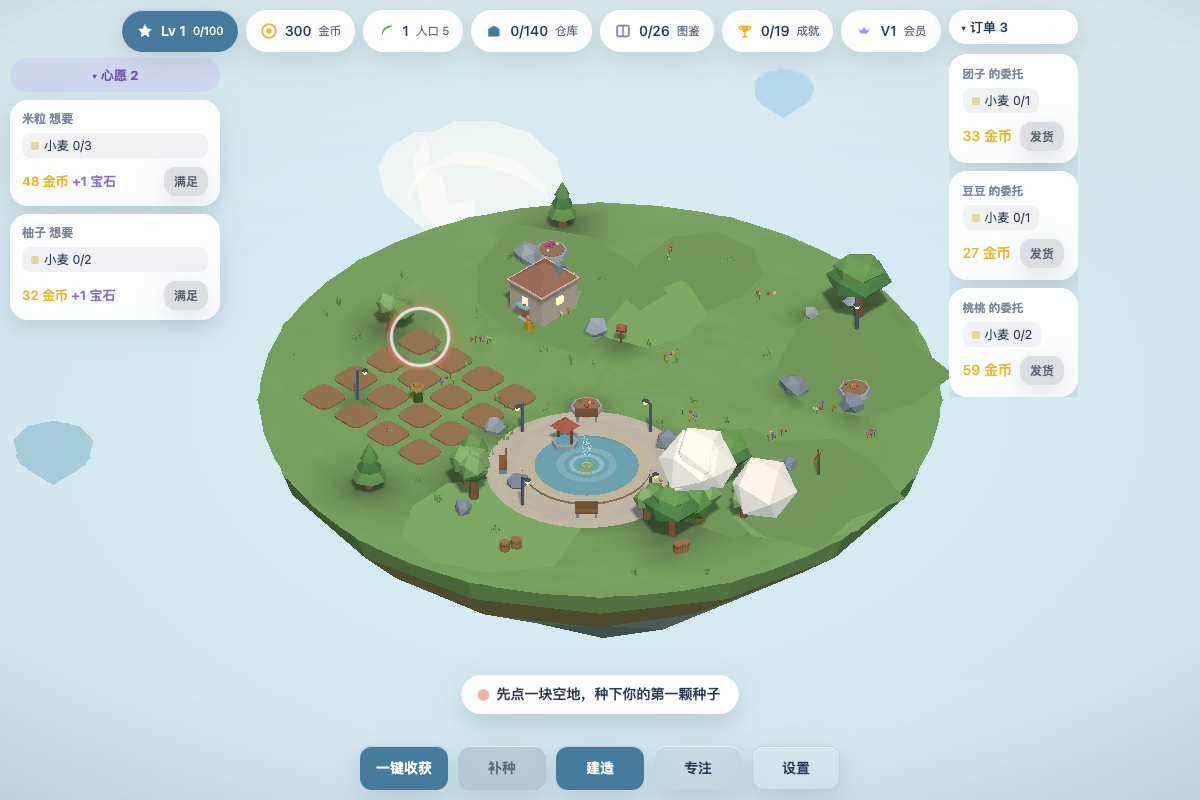 Lv 1 0/100
300 金币
1 人口 5
0/140 仓库
0/26 图鉴
0/19 成就
V1 会员
▾ 订单 3
▾ 心愿 2
米粒 想要
小麦 0/3
48 金币 +1 宝石
满足
柚子 想要
小麦 0/2
32 金币 +1 宝石
满足
团子 的委托
小麦 0/1
33 金币
发货
豆豆 的委托
小麦 0/1
27 金币
发货
桃桃 的委托
小麦 0/2
59 金币
发货
先点一块空地，种下你的第一颗种子
一键收获
补种
建造
专注
设置